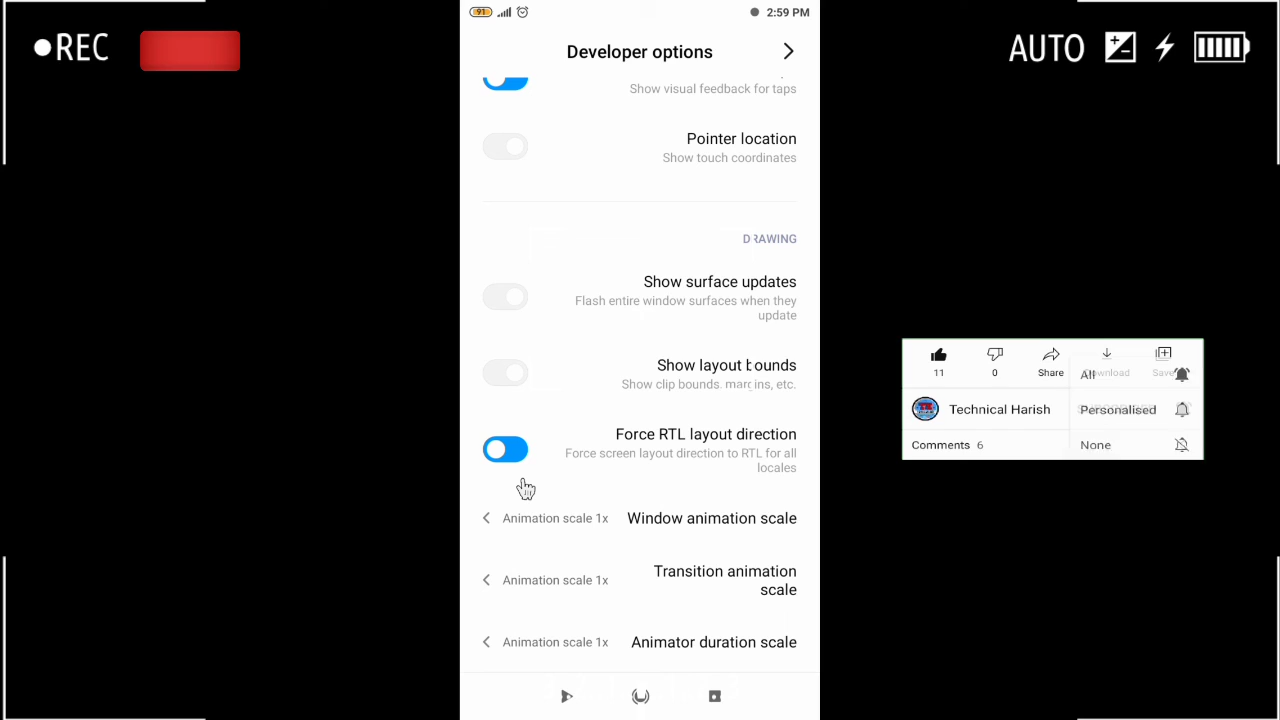 REC
AUTO
91
2:59 PM
Developer options
Show visual feedback for taps
Pointer location
Show touch coordinates
DRAWING
Show surface updates
Flash entire window surfaces when they
update
Show layout bounds
Show clip bounds, margins, etc.
Force RTL layout direction
Force screen layout direction to RTL for all
locales
Animation scale 1x Window animation scale
Animation scale 1x Transition animation
scale
Animation scale 1x Animator duration scale
11 0 Share Download Save
All
Technical Harish Personalised
Comments 6 None